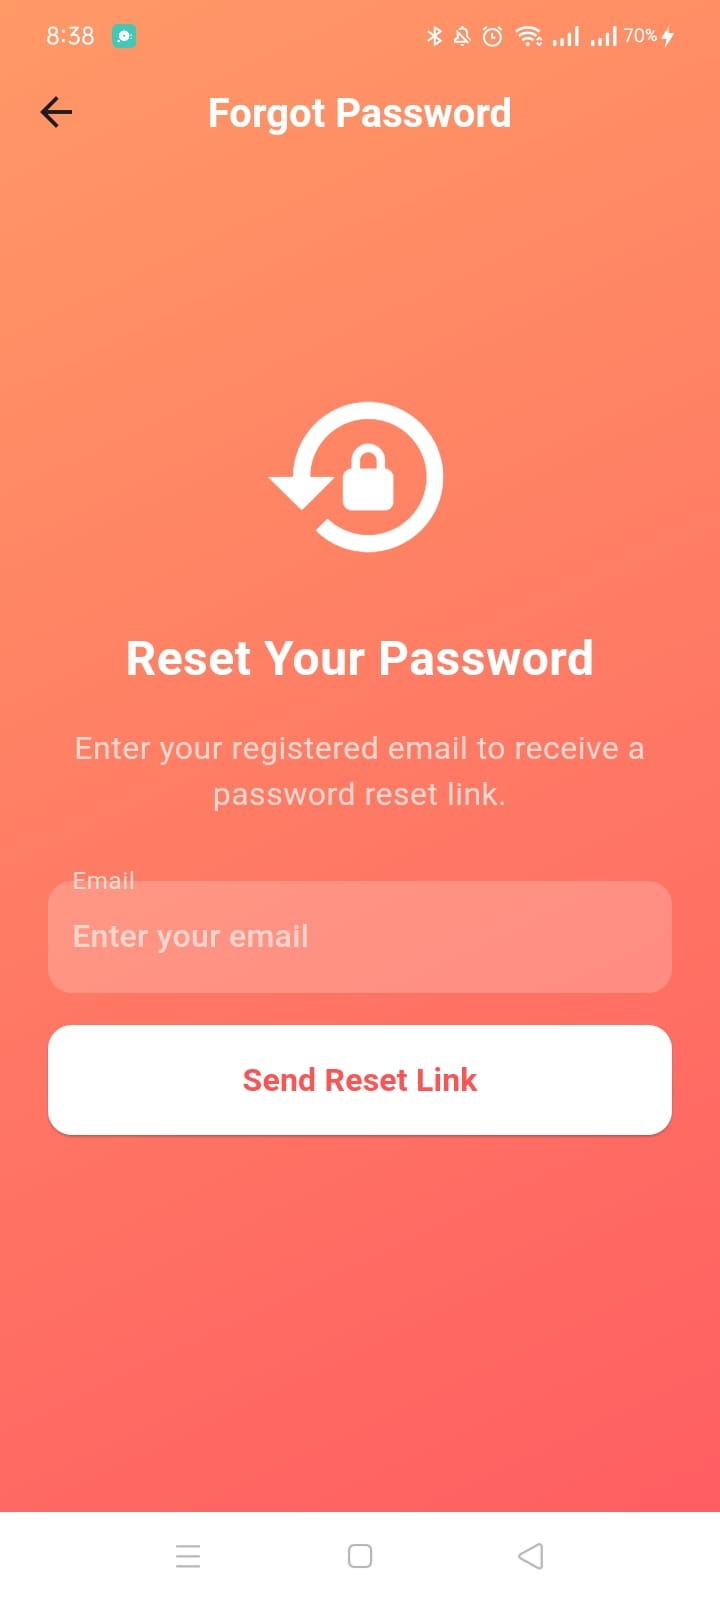 8:38
70%
Forgot Password
Reset Your Password
Enter your registered email to receive a
password reset link.
Email
Enter your email
Send Reset Link